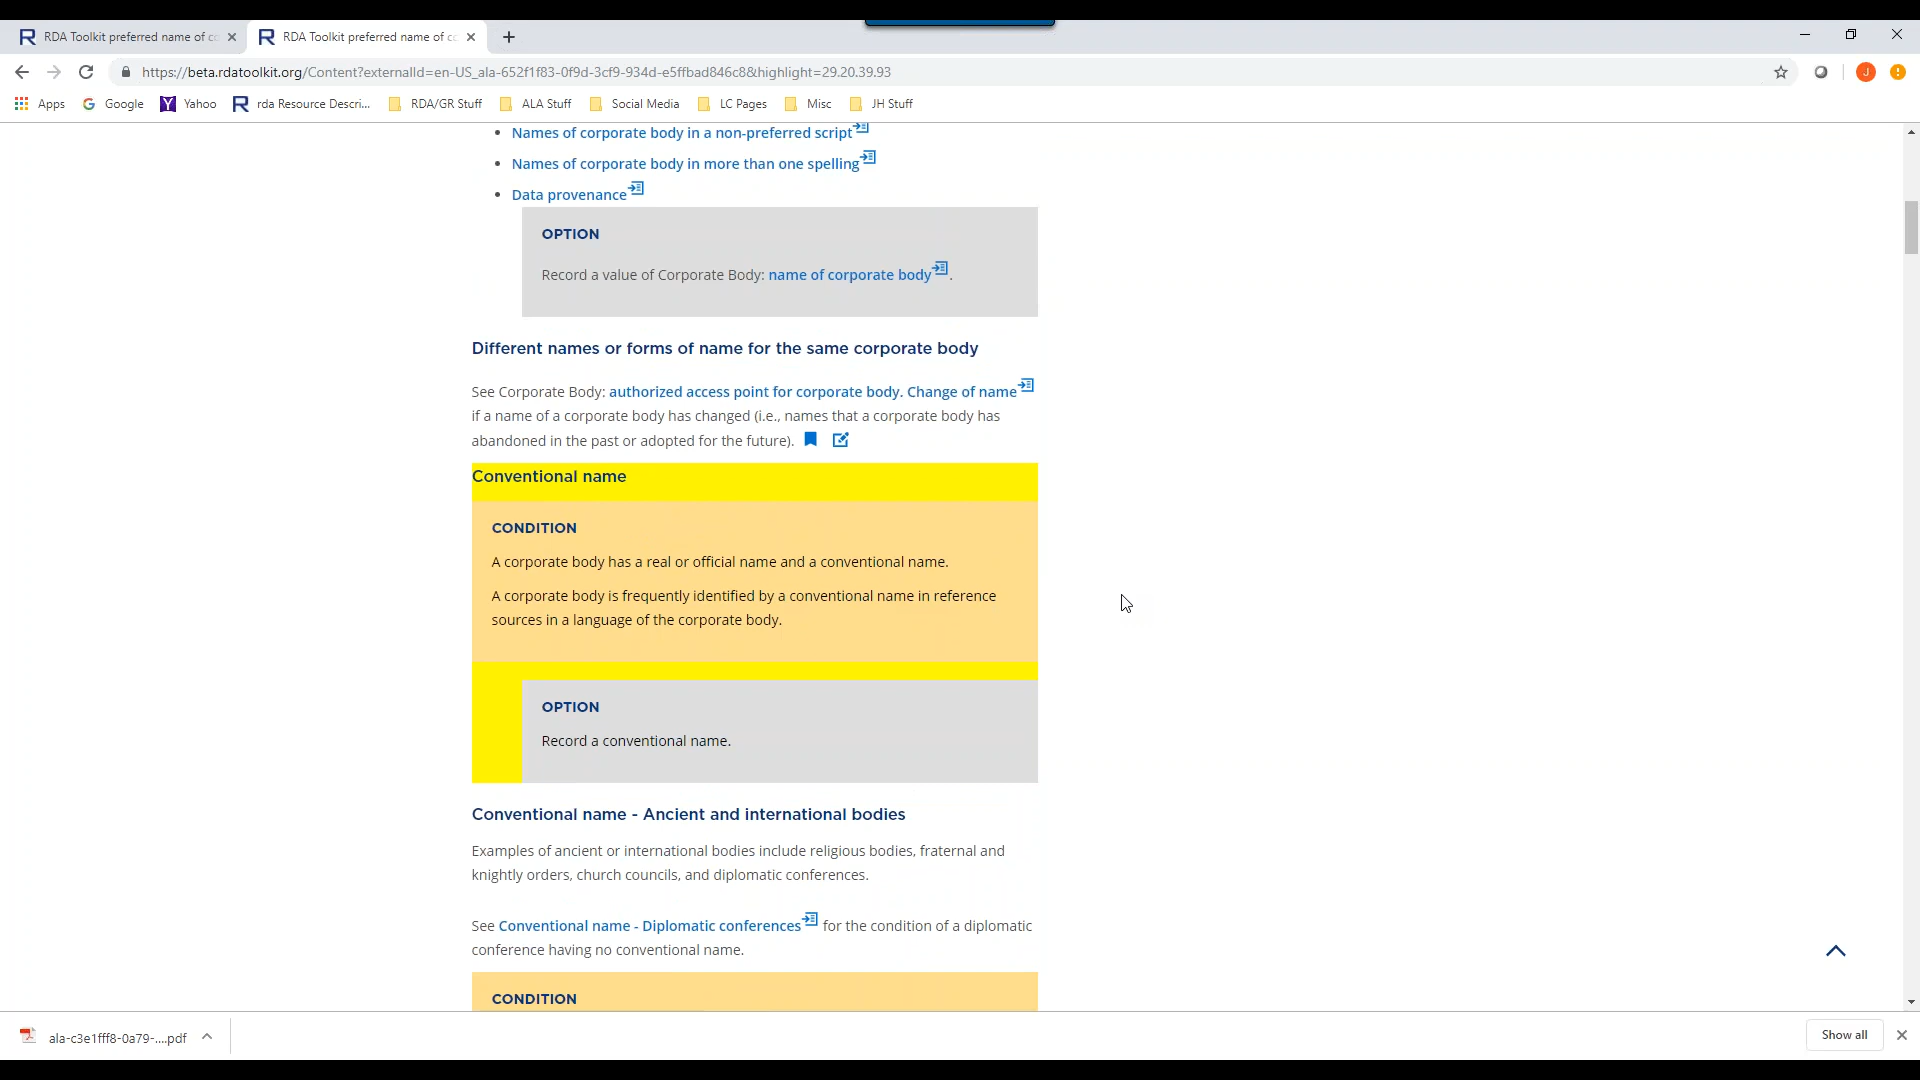 RDA Toolkit preferred name of co
RDA Toolkit preferred name of co
https://beta.rdatoolkit.org/Content?externalId=en-US_ala-652f1f83-0f9d-3cf9-934d-e5ffbad846c8&highlight=29.20.39.93
J
Apps Google Yahoo rda Resource Descri... RDA/GR Stuff ALA Stuff Social Media LC Pages Misc JH Stuff
• Names of corporate body in a non-preferred script
• Names of corporate body in more than one spelling
• Data provenance
OPTION
Record a value of Corporate Body: name of corporate body .
Different names or forms of name for the same corporate body
See Corporate Body: authorized access point for corporate body. Change of name
if a name of a corporate body has changed (i.e., names that a corporate body has
abandoned in the past or adopted for the future).
Conventional name
CONDITION
A corporate body has a real or official name and a conventional name.
A corporate body is frequently identified by a conventional name in reference
sources in a language of the corporate body.
OPTION
Record a conventional name.
Conventional name - Ancient and international bodies
Examples of ancient or international bodies include religious bodies, fraternal and
knightly orders, church councils, and diplomatic conferences.
See Conventional name - Diplomatic conferences for the condition of a diplomatic
conference having no conventional name.
CONDITION
ala-c3e1fff8-0a79-....pdf
Show all